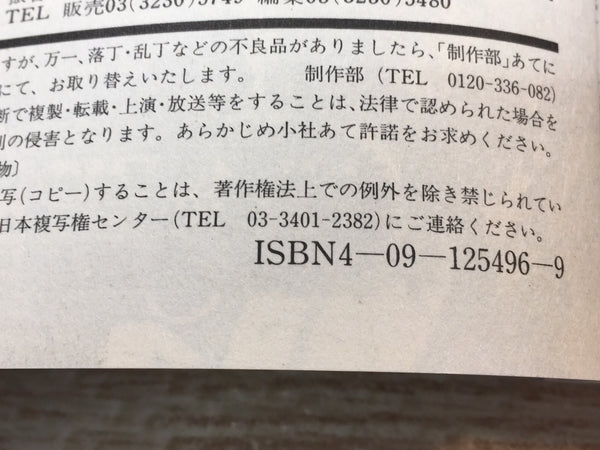 TEL 販売03(3230)5749 編集03(3230)5480
すが、万一、落丁・乱丁などの不良品がありましたら、「制作部」あてに
にて、お取り替えいたします。 制作部(TEL 0120-336-082)
断で複製・転載・上演・放送等をすることは、法律で認められた場合を
利の侵害となります。あらかじめ小社あて許諾をお求めください。
物〕
写(コピー)することは、著作権法上での例外を除き禁じられてい
日本複写権センター(TEL 03-3401-2382)にご連絡ください。
ISBN4―09―125496―9